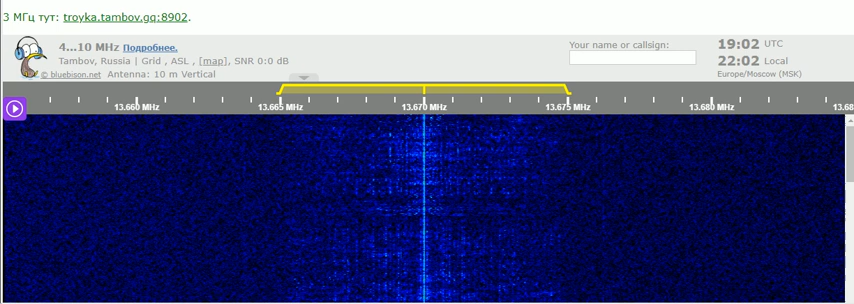 3 МГц тут: troyka.tambov.gq:8902.
4...10 MHz Подробнее.
Tambov, Russia | Grid , ASL , [map], SNR 0:0 dB
© bluebison.net Antenna: 10 m Vertical
Your name or callsign:
19:02 UTC
22:02 Local
Europe/Moscow (MSK)
13.660 MHz 13.665 MHz 13.670 MHz 13.675 MHz 13.680 MHz 13.68